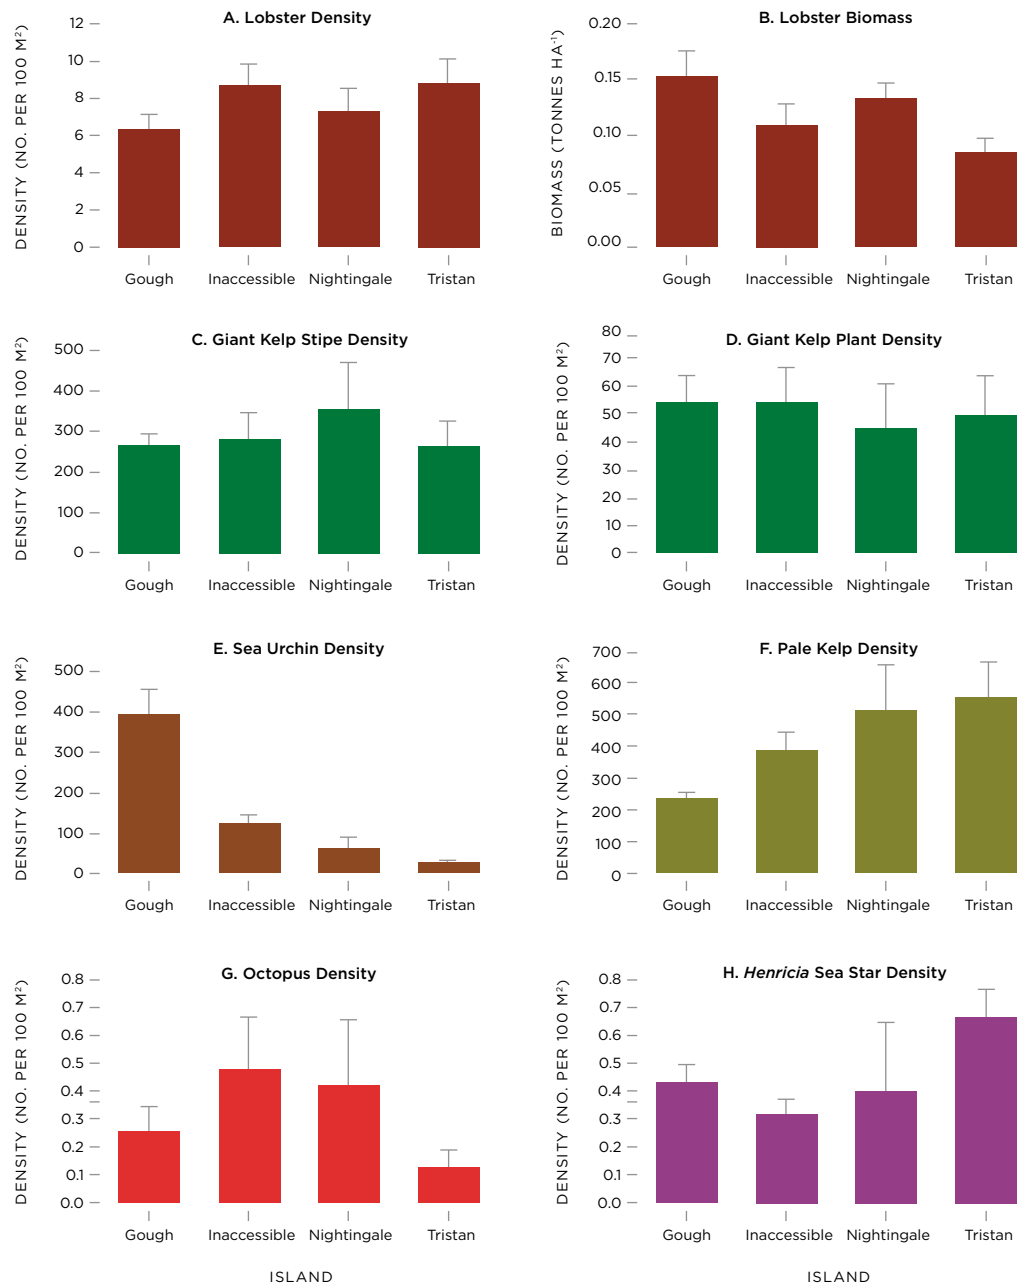 A. Lobster Density
DENSITY (NO. PER 100 M²)
12
10
8
6
4
2
0
Gough Inaccessible Nightingale Tristan
B. Lobster Biomass
BIOMASS (TONNES HA⁻¹)
0.20
0.15
0.10
0.05
0.00
Gough Inaccessible Nightingale Tristan
C. Giant Kelp Stipe Density
DENSITY (NO. PER 100 M²)
500
400
300
200
100
0
Gough Inaccessible Nightingale Tristan
D. Giant Kelp Plant Density
DENSITY (NO. PER 100 M²)
80
70
60
50
40
30
20
10
0
Gough Inaccessible Nightingale Tristan
E. Sea Urchin Density
DENSITY (NO. PER 100 M²)
500
400
300
200
100
0
Gough Inaccessible Nightingale Tristan
F. Pale Kelp Density
DENSITY (NO. PER 100 M²)
700
600
500
400
300
200
100
0
Gough Inaccessible Nightingale Tristan
G. Octopus Density
DENSITY (NO. PER 100 M²)
0.8
0.7
0.6
0.5
0.4
0.3
0.2
0.1
0.0
Gough Inaccessible Nightingale Tristan
ISLAND
H. Henricia Sea Star Density
DENSITY (NO. PER 100 M²)
0.8
0.7
0.6
0.5
0.4
0.3
0.2
0.1
0.0
Gough Inaccessible Nightingale Tristan
ISLAND